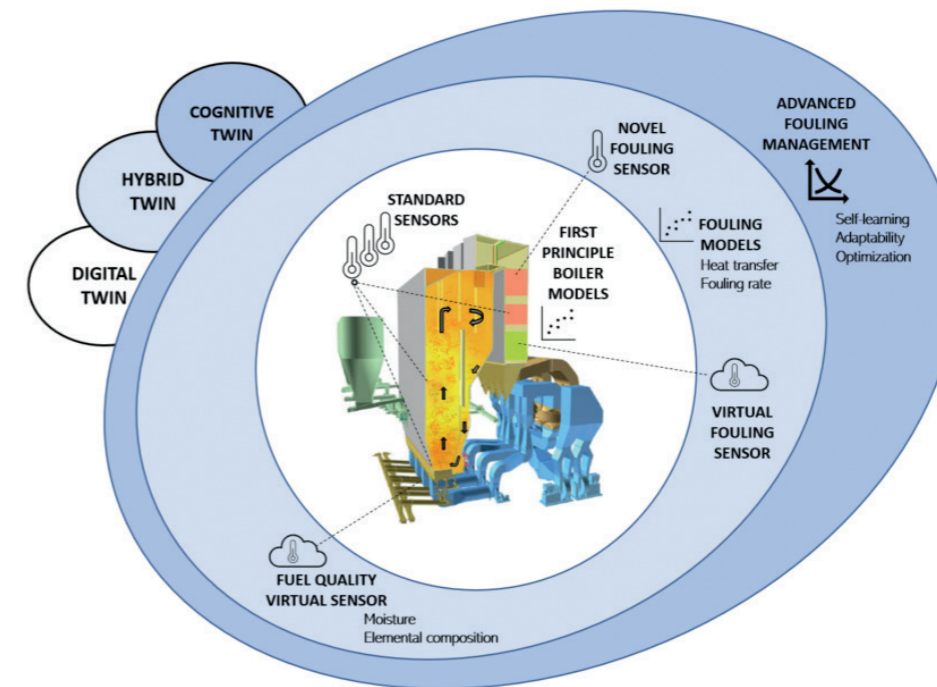 COGNITIVE
TWIN
HYBRID
TWIN
DIGITAL
TWIN
STANDARD
SENSORS
FIRST
PRINCIPLE
BOILER
MODELS
NOVEL
FOULING
SENSOR
FOULING
MODELS
Heat transfer
Fouling rate
ADVANCED
FOULING
MANAGEMENT
Self-learning
Adaptability
Optimization
VIRTUAL
FOULING
SENSOR
FUEL QUALITY
VIRTUAL SENSOR
Moisture
Elemental composition